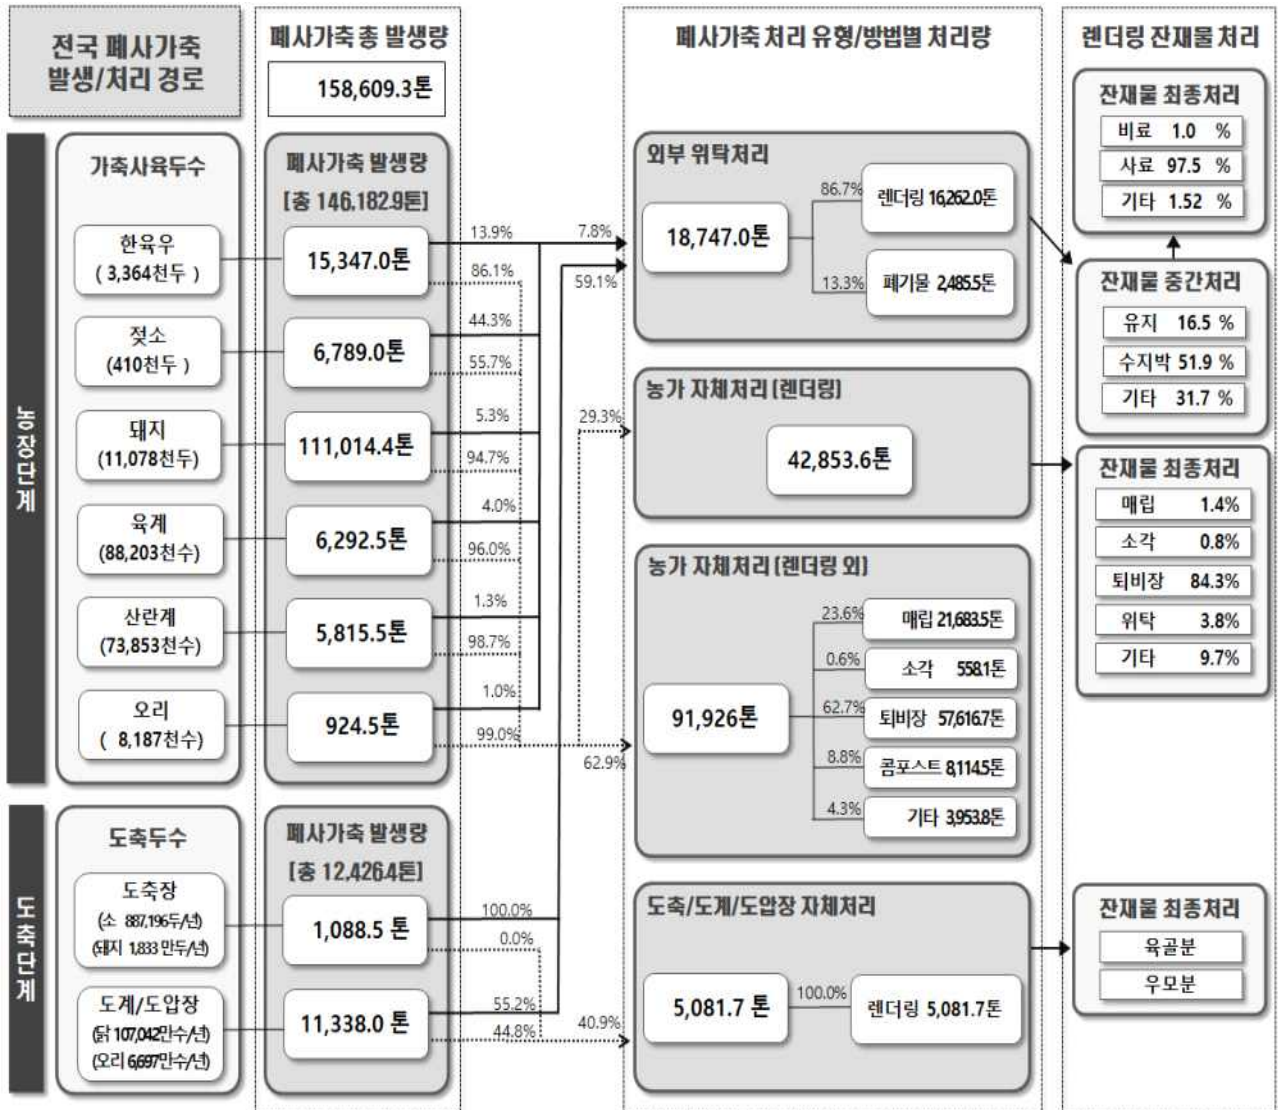 전국 폐사가축
발생/처리 경로
폐사가축 총 발생량
158,609.3톤
폐사가축 처리 유형/방법별 처리량
렌더링 잔재물 처리
농장단계
가축사육두수
한육우
( 3,364천두 )
젖소
(410천두 )
돼지
(11,078천두)
육계
(88,203천수)
산란계
(73,853천수)
오리
( 8,187천수)
폐사가축 발생량
[총 146,182.9톤]
15,347.0톤
6,789.0톤
111,014.4톤
6,292.5톤
5,815.5톤
924.5톤
13.9%
86.1%
44.3%
55.7%
5.3%
94.7%
4.0%
96.0%
1.3%
98.7%
1.0%
99.0%
7.8%
59.1%
29.3%
62.9%
외부 위탁처리
18,747.0톤
86.7%
렌더링 16,262.0톤
13.3%
폐기물 2,485.5톤
농가 자체처리 [렌더링]
42,853.6톤
농가 자체처리 [렌더링 외]
91,926톤
23.6%
매립 21,683.5톤
0.6%
소각 558.1톤
62.7%
퇴비장 57,616.7톤
8.8%
콤포스트 8,114.5톤
4.3%
기타 3,953.8톤
잔재물 최종처리
비료 1.0 %
사료 97.5 %
기타 1.52 %
잔재물 중간처리
유지 16.5 %
수지박 51.9 %
기타 31.7 %
잔재물 최종처리
매립 1.4%
소각 0.8%
퇴비장 84.3%
위탁 3.8%
기타 9.7%
도축단계
도축두수
도축장
(소 887,196두/년)
(돼지 1,833 만두/년)
도계/도압장
(닭 107,042만수/년)
(오리 6,697만수/년)
폐사가축 발생량
[총 12,426.4톤]
1,088.5 톤
11,338.0 톤
100.0%
0.0%
55.2%
44.8%
40.9%
도축/도계/도압장 자체처리
5,081.7 톤
100.0%
렌더링 5,081.7톤
잔재물 최종처리
육골분
우모분